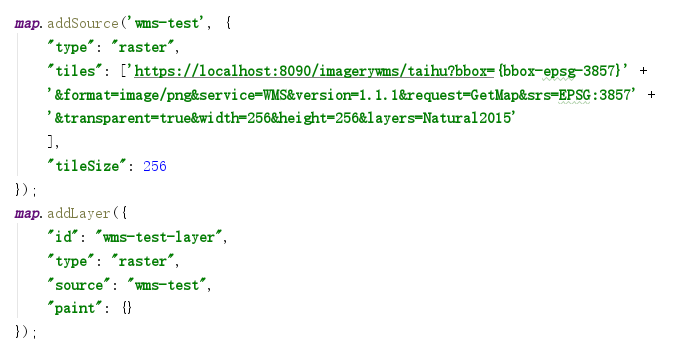 map.addSource('wms-test', {
    "type": "raster",
    "tiles": ['https://localhost:8090/imagerywms/taihu?bbox={bbox-epsg-3857}' +
    '&format=image/png&service=WMS&version=1.1.1&request=GetMap&srs=EPSG:3857' +
    '&transparent=true&width=256&height=256&layers=Natural2015'
    ],
    "tileSize": 256
});
map.addLayer({
    "id": "wms-test-layer",
    "type": "raster",
    "source": "wms-test",
    "paint": {}
});